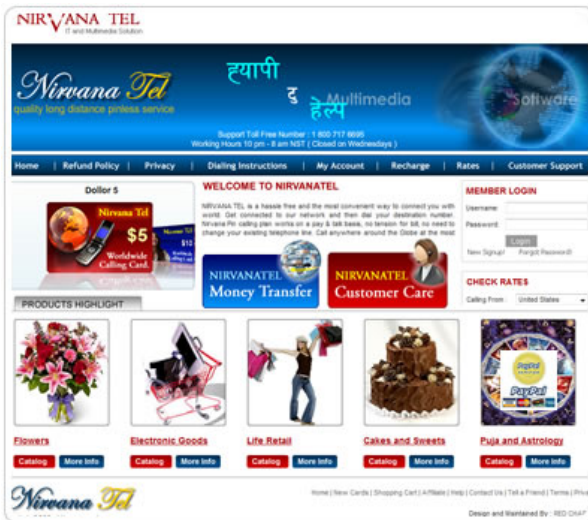 NIRVANA TEL
IT and Multimedia Solution
ह्यापी
टु
हेल्प
Multimedia
Software
Nirvana Tel
quality long distance pinless service
Support Toll Free Number : 1 800 717 6695
Working Hours 10 pm - 8 am NST ( Closed on Wednesdays )
Home | Refund Policy | Privacy | Dialing Instructions | My Account | Recharge | Rates | Customer Support
Dollor 5
Nirvana Tel
$5
Worldwide
Calling Card.
$10
WELCOME TO NIRVANATEL
NIRVANA TEL is a hassle free and the most convenient way to connect you with
world. Get connected to our network and then dial your destination number.
Nirvana Pin calling plan works on a pay & talk basis, no tension for bill, no need to
change your existing telephone line. Call anywhere around the Globe at the most
NIRVANATEL
Money Transfer
NIRVANATEL
Customer Care
MEMBER LOGIN
Username:
Password:
Login
New Signup! Forgot Password?
CHECK RATES
Calling From : United States
PRODUCTS HIGHLIGHT
PayPal
PayPal
Flowers
Electronic Goods
Life Retail
Cakes and Sweets
Puja and Astrology
Catalog More Info
Catalog More Info
Catalog More Info
Catalog More Info
Catalog More Info
Nirvana Tel
Home | New Cards | Shopping Cart | Affiliate | Help | Contact Us | Tell a Friend | Terms | Priva
Design and Maintained By : RED CHAT